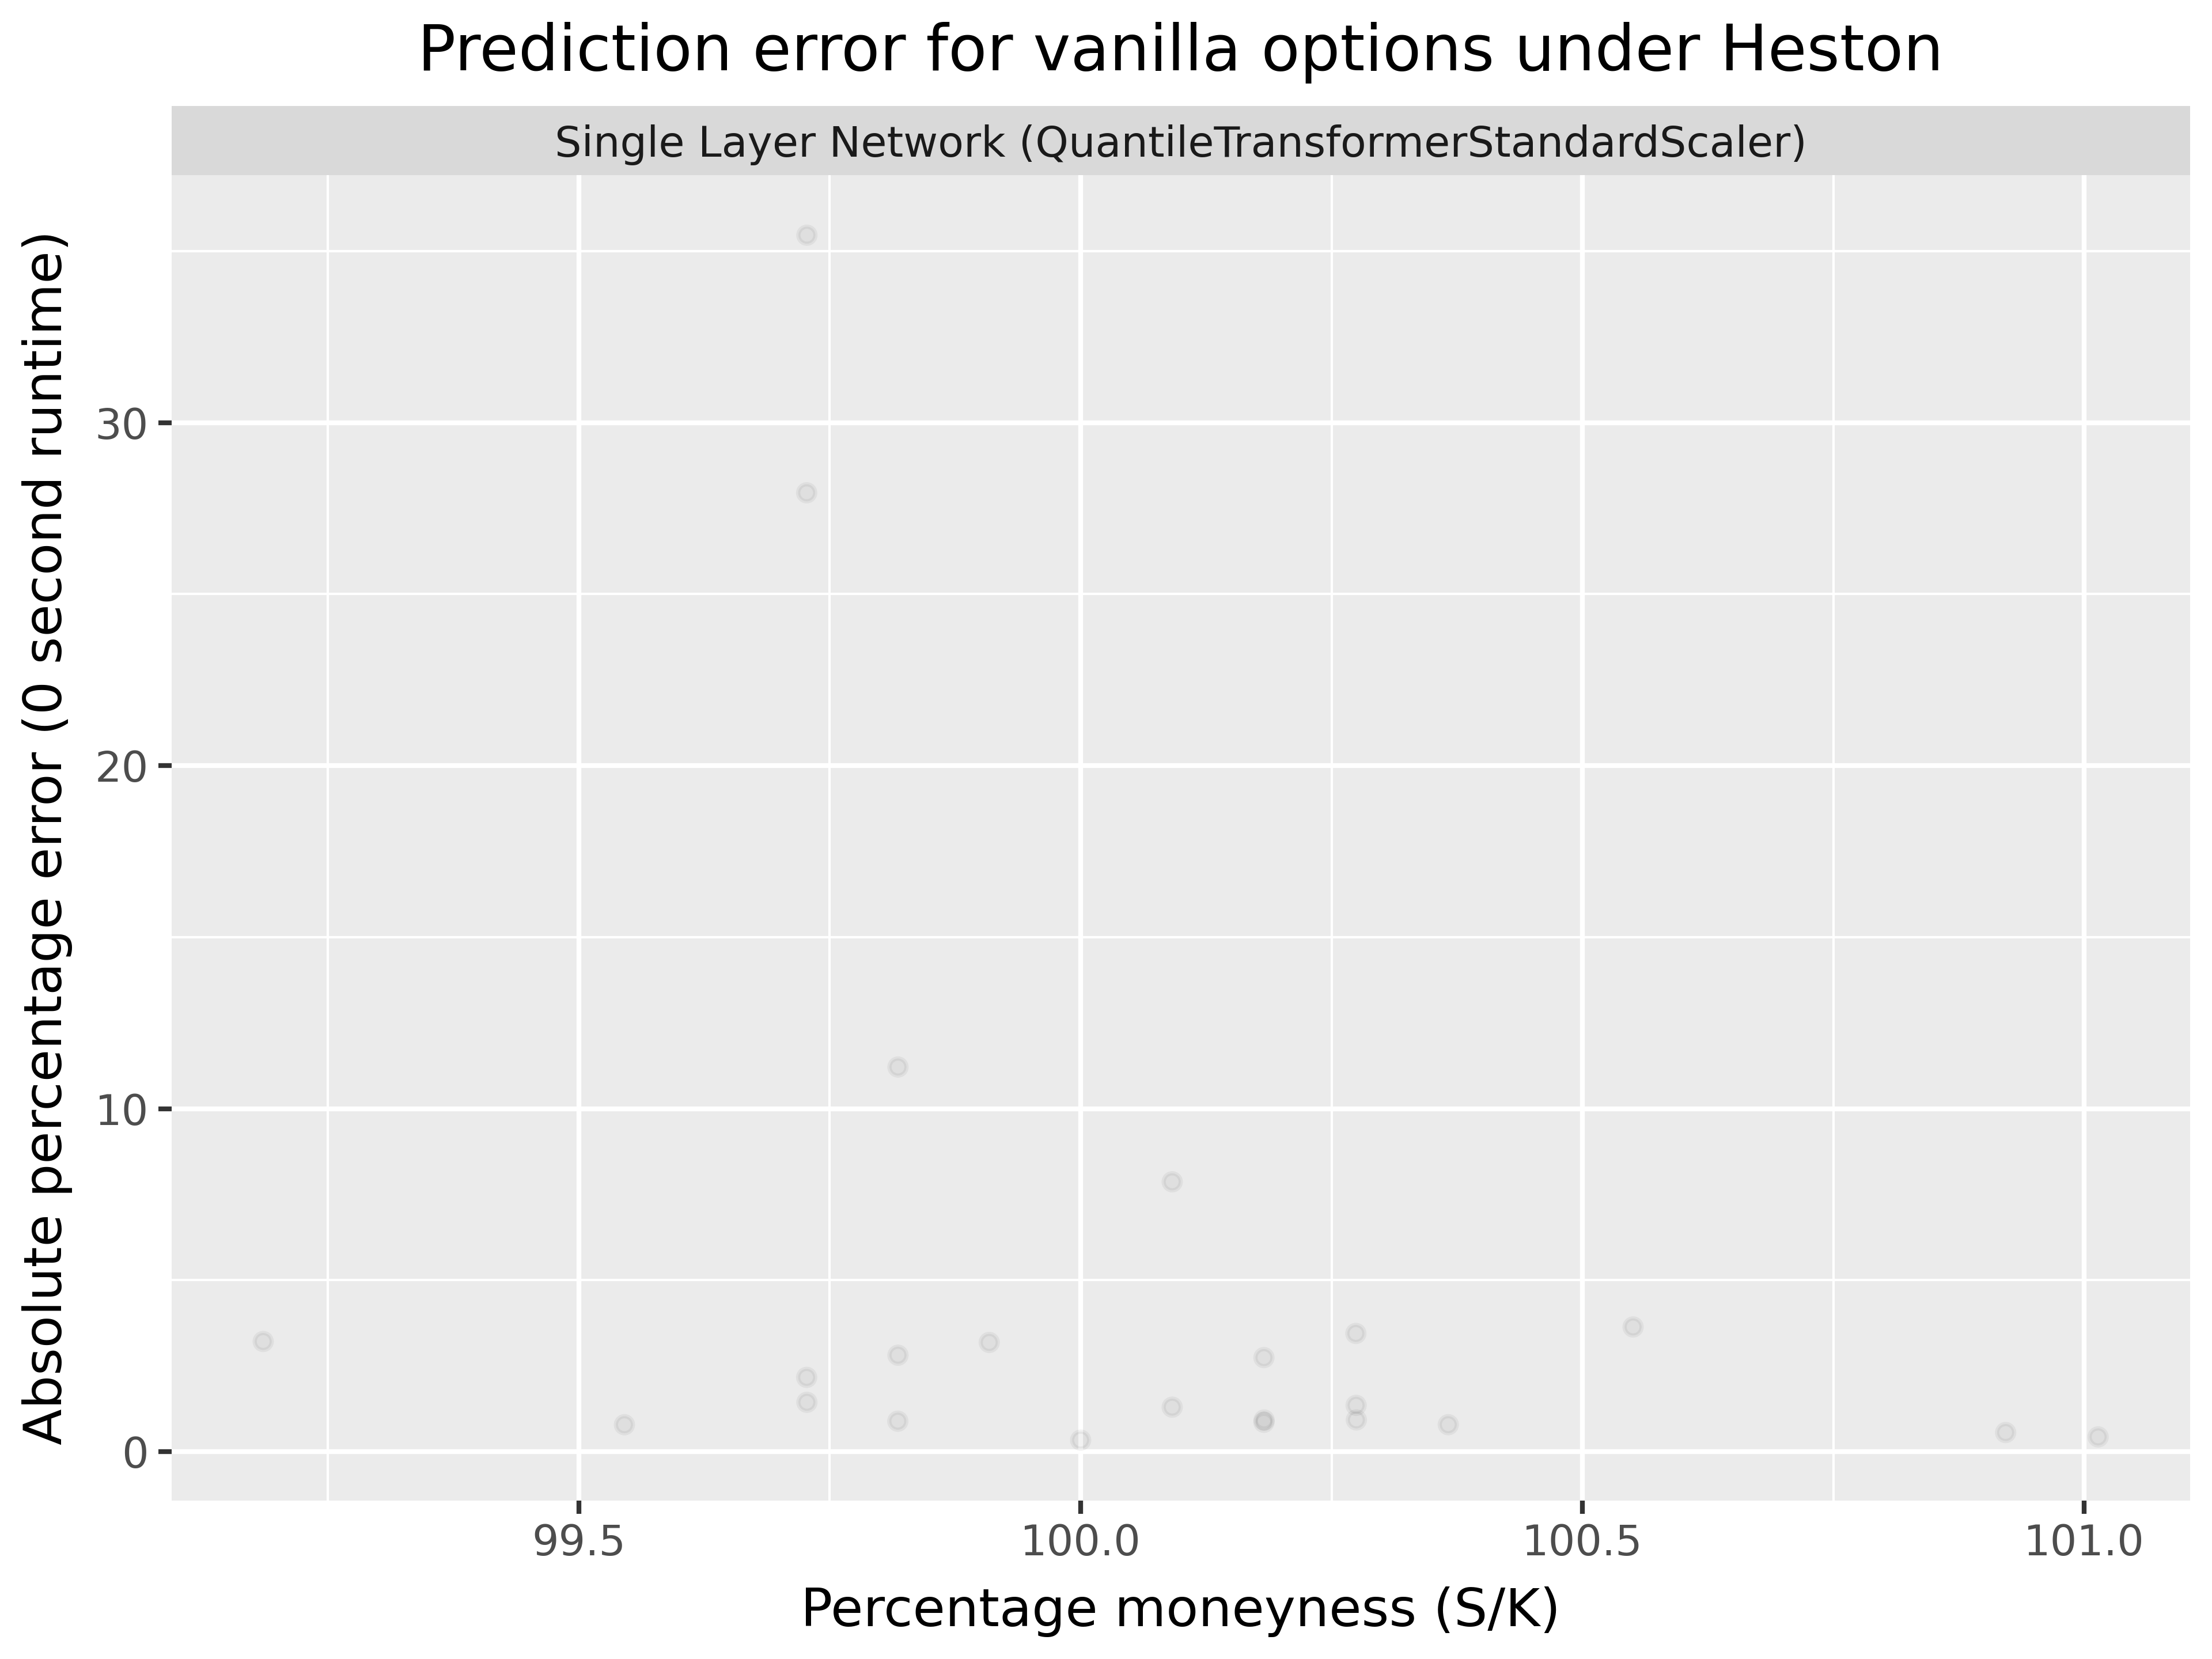 Prediction error for vanilla options under Heston
Single Layer Network (QuantileTransformerStandardScaler)
Absolute percentage error (0 second runtime)
30
20
10
0
99.5
100.0
100.5
101.0
Percentage moneyness (S/K)